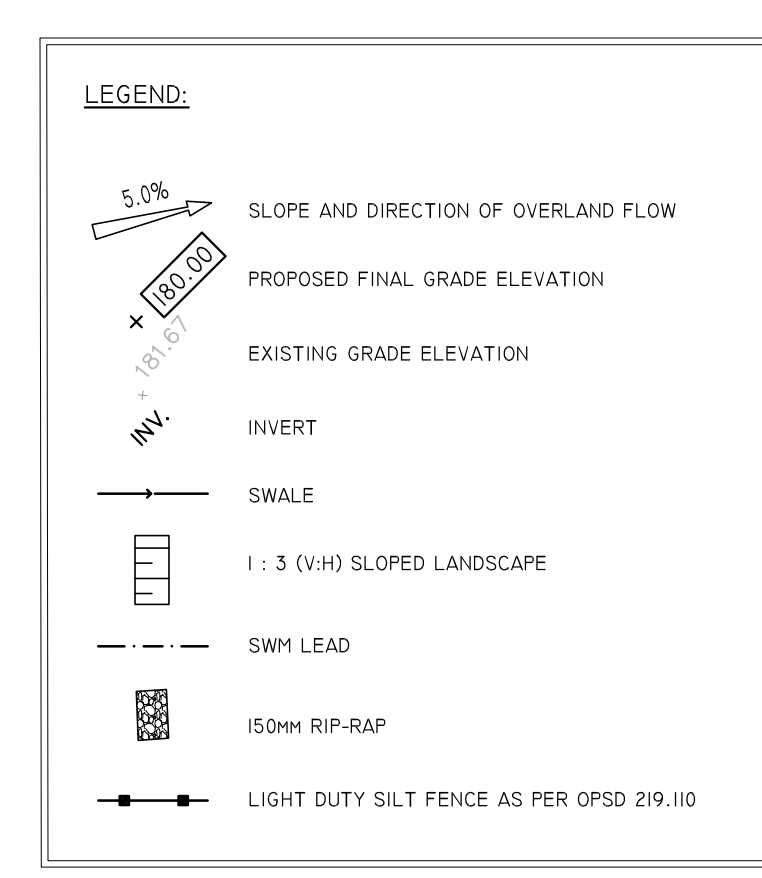 LEGEND:
5.0%
SLOPE AND DIRECTION OF OVERLAND FLOW
180.00
PROPOSED FINAL GRADE ELEVATION
181.67
EXISTING GRADE ELEVATION
INV.
INVERT
SWALE
1 : 3 (V:H) SLOPED LANDSCAPE
SWM LEAD
150MM RIP-RAP
LIGHT DUTY SILT FENCE AS PER OPSD 219.110